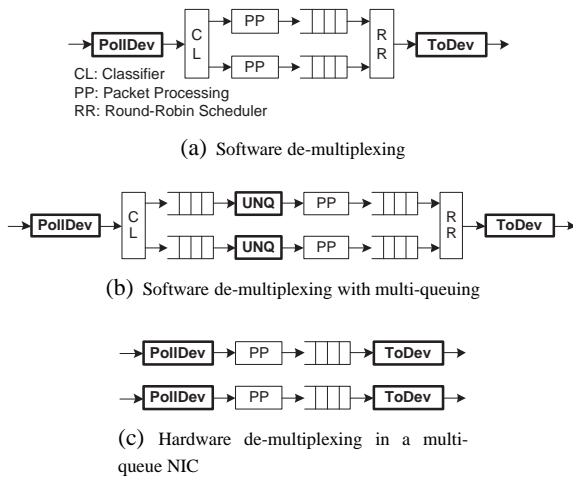 PollDev
C
L
PP
PP
R
R
ToDev
CL: Classifier
PP: Packet Processing
RR: Round-Robin Scheduler
(a) Software de-multiplexing
PollDev
C
L
UNQ
PP
UNQ
PP
R
R
ToDev
(b) Software de-multiplexing with multi-queuing
PollDev PP ToDev
PollDev PP ToDev
(c) Hardware de-multiplexing in a multi-
queue NIC